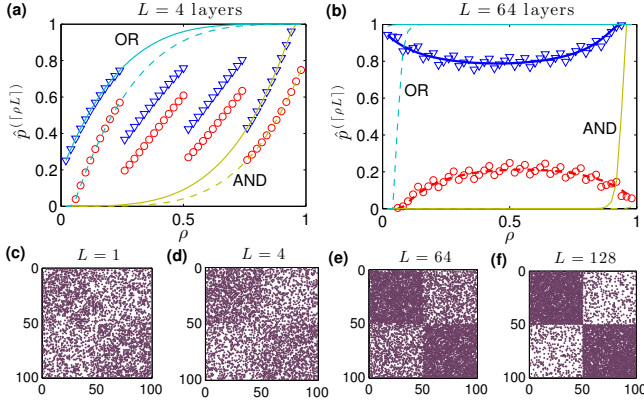 (a) L = 4 layers
(b) L = 64 layers
1
0.8
0.6
0.4
0.2
0
0 0.5 1
p̂^(⌈ρL⌉)
ρ
OR
AND
1
0.8
0.6
0.4
0.2
0
0 0.5 1
p̂^(⌈ρL⌉)
ρ
OR
AND
(c) L = 1
(d) L = 4
(e) L = 64
(f) L = 128
0
50
100
0 50 100
0
50
100
0 50 100
0
50
100
0 50 100
0
50
100
0 50 100